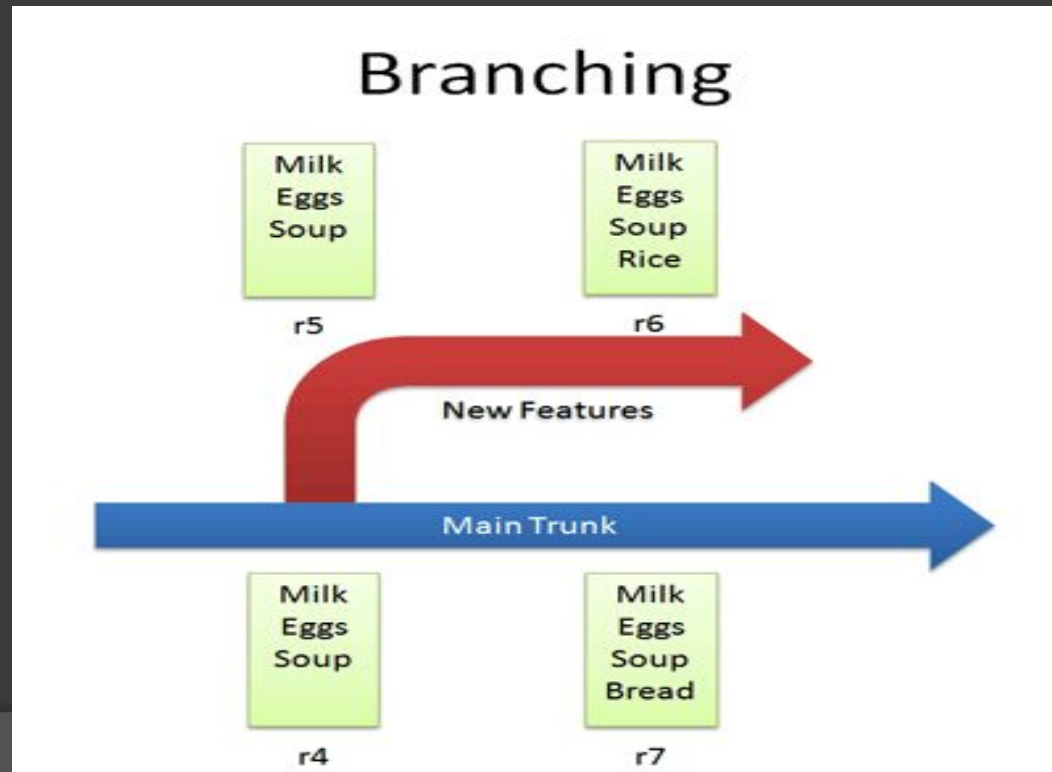 Branching
Milk
Eggs
Soup
r5
Milk
Eggs
Soup
Rice
r6
New Features
Main Trunk
Milk
Eggs
Soup
r4
Milk
Eggs
Soup
Bread
r7